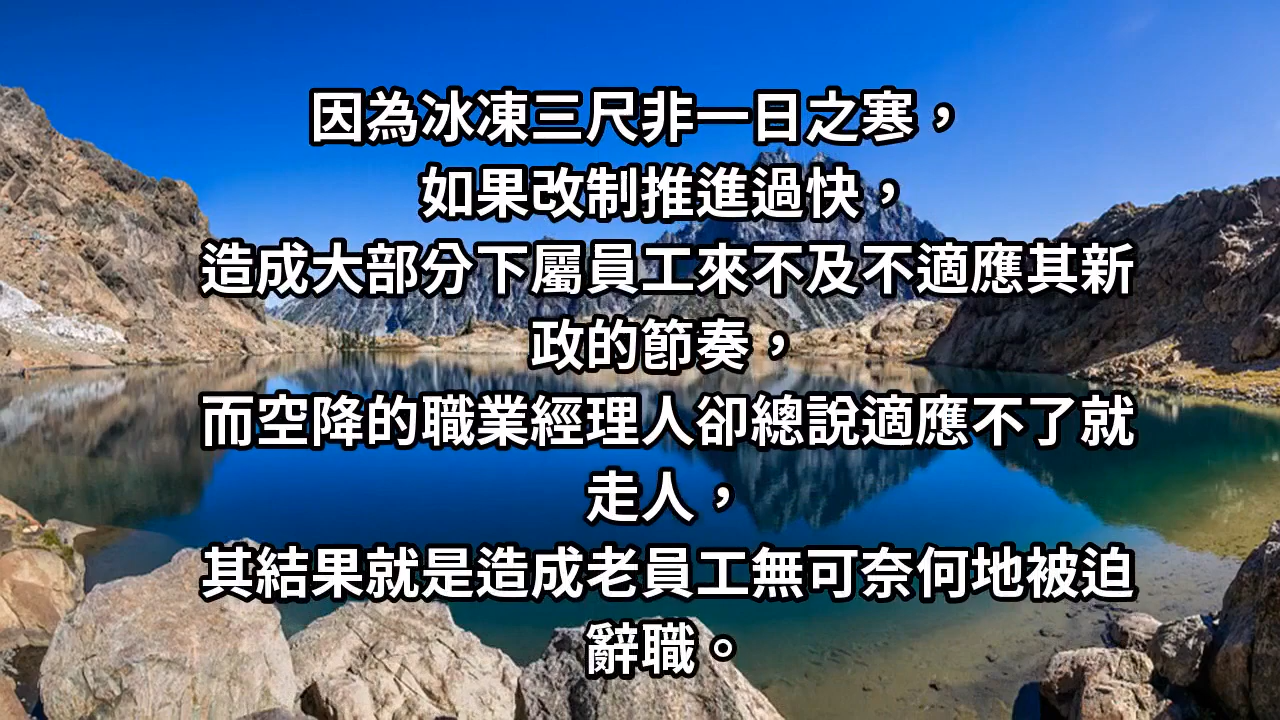 因為冰凍三尺非一日之寒，
如果改制推進過快，
造成大部分下屬員工來不及不適應其新
政的節奏，
而空降的職業經理人卻總說適應不了就
走人，
其結果就是造成老員工無可奈何地被迫
辭職。